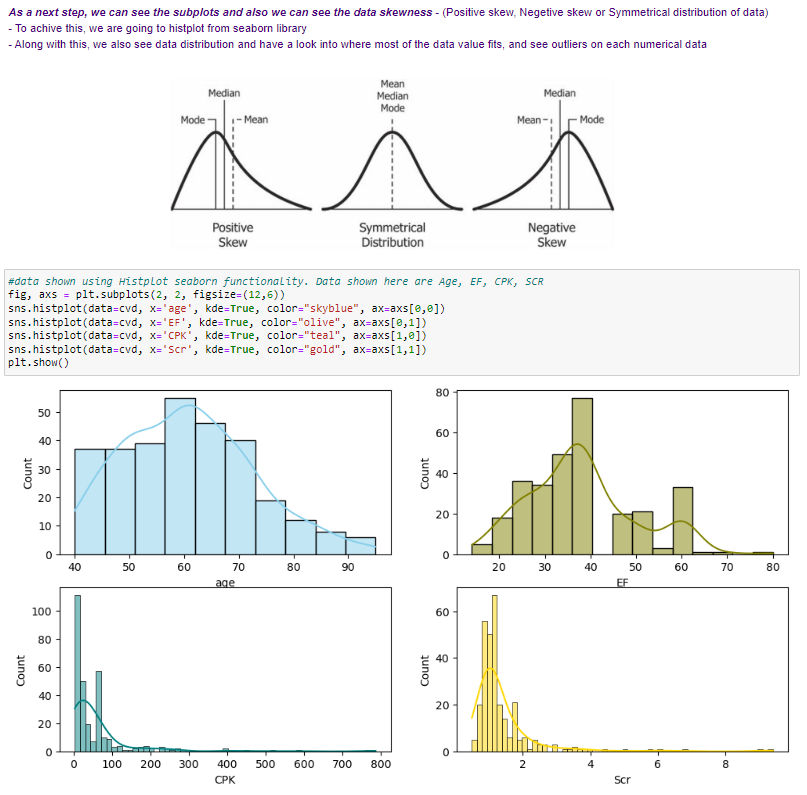 As a next step, we can see the subplots and also we can see the data skewness - (Positive skew, Negetive skew or Symmetrical distribution of data)
- To achive this, we are going to histplot from seaborn library
- Along with this, we also see data distribution and have a look into where most of the data value fits, and see outliers on each numerical data
Median
Mode
Mean
Positive
Skew
Mean
Median
Mode
Symmetrical
Distribution
Median
Mean
Mode
Negative
Skew
#data shown using Histplot seaborn functionality. Data shown here are Age, EF, CPK, SCR
fig, axs = plt.subplots(2, 2, figsize=(12,6))
sns.histplot(data=cvd, x='age', kde=True, color="skyblue", ax=axs[0,0])
sns.histplot(data=cvd, x='EF', kde=True, color="olive", ax=axs[0,1])
sns.histplot(data=cvd, x='CPK', kde=True, color="teal", ax=axs[1,0])
sns.histplot(data=cvd, x='Scr', kde=True, color="gold", ax=axs[1,1])
plt.show()
50
40
30
20
10
0
Count
40 50 60 70 80 90
age
80
60
40
20
0
Count
20 30 40 50 60 70 80
EF
100
80
60
40
20
0
Count
0 100 200 300 400 500 600 700 800
CPK
60
40
20
0
Count
2 4 6 8
Scr